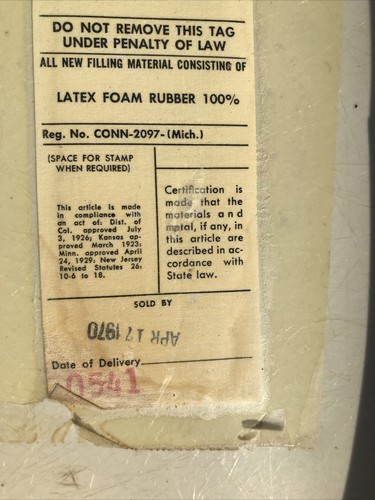 DO NOT REMOVE THIS TAG
UNDER PENALTY OF LAW
ALL NEW FILLING MATERIAL CONSISTING OF
LATEX FOAM RUBBER 100%
Reg. No. CONN-2097-(Mich.)
(SPACE FOR STAMP
WHEN REQUIRED)
This article is made
in compliance with
an act of: Dist. of
Col. approved July
3, 1926; Kansas ap-
proved March 1923:
Minn. approved April
24, 1929: New Jersey
Revised Statutes 26:
10-6 to 18.
Certification is
made that the
materials and
metal, if any, in
this article are
described in ac-
cordance with
State law.
SOLD BY
APR 17 1970
Date of Delivery
0541